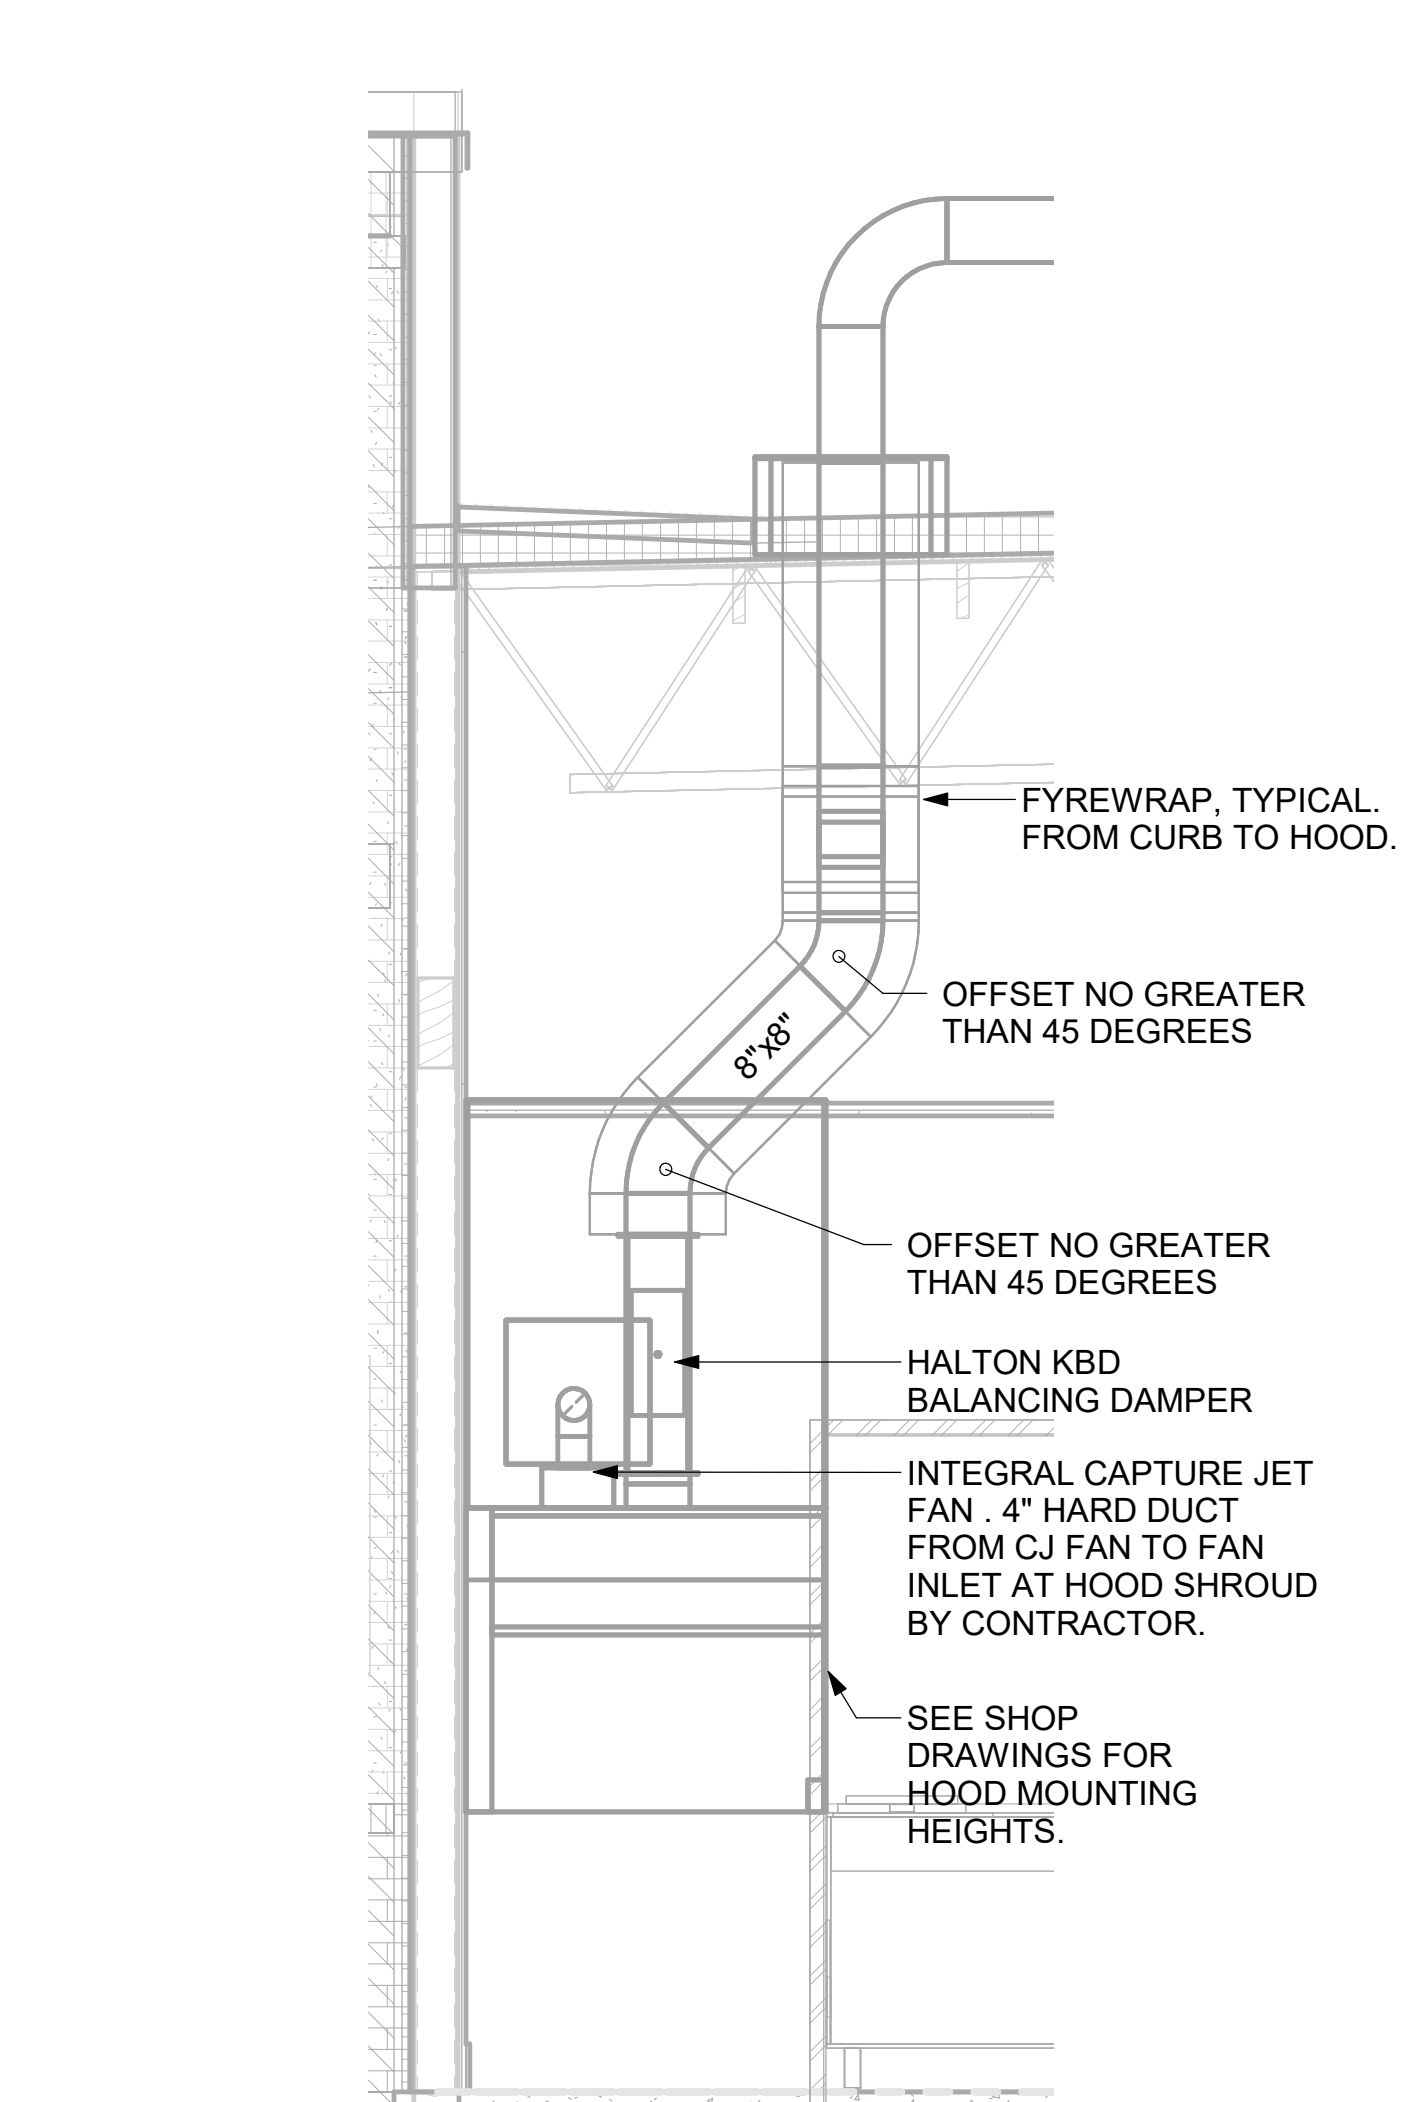 FYREWRAP, TYPICAL.
FROM CURB TO HOOD.
OFFSET NO GREATER
THAN 45 DEGREES
8"x8"
OFFSET NO GREATER
THAN 45 DEGREES
HALTON KBD
BALANCING DAMPER
INTEGRAL CAPTURE JET
FAN . 4" HARD DUCT
FROM CJ FAN TO FAN
INLET AT HOOD SHROUD
BY CONTRACTOR.
SEE SHOP
DRAWINGS FOR
HOOD MOUNTING
HEIGHTS.